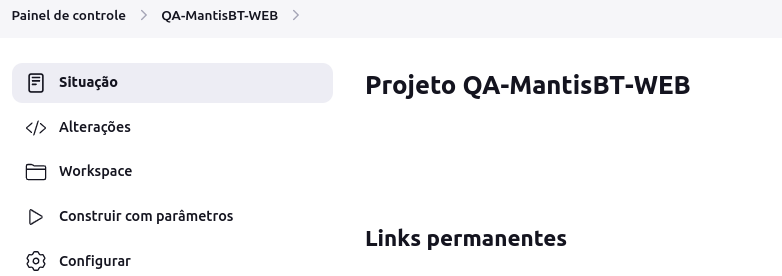 Painel de controle > QA-MantisBT-WEB >
Situação
Projeto QA-MantisBT-WEB
Alterações
Workspace
Construir com parâmetros
Links permanentes
Configurar